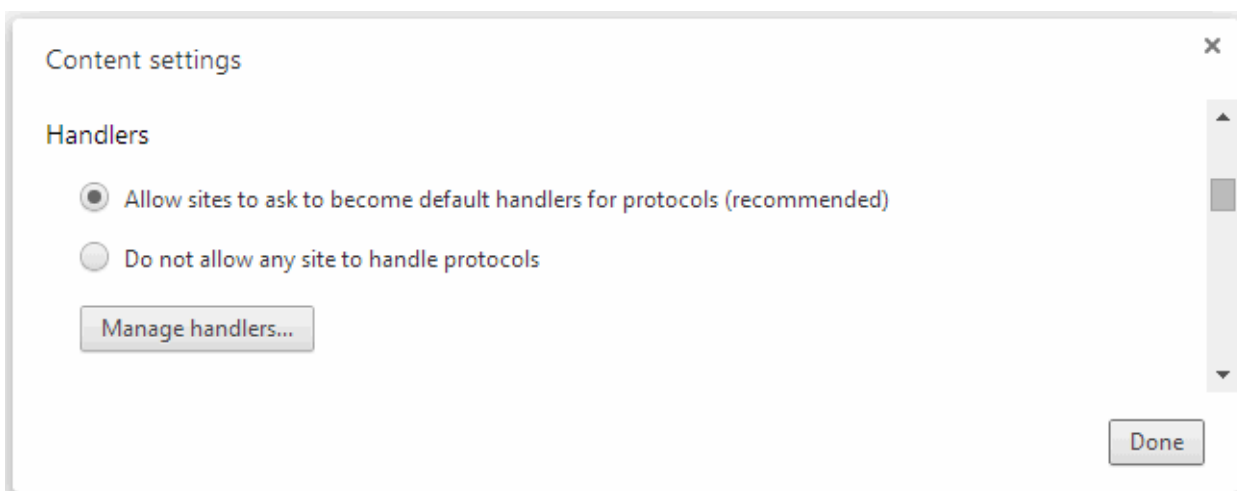 Content settings
Handlers
Allow sites to ask to become default handlers for protocols (recommended)
Do not allow any site to handle protocols
Manage handlers...
Done